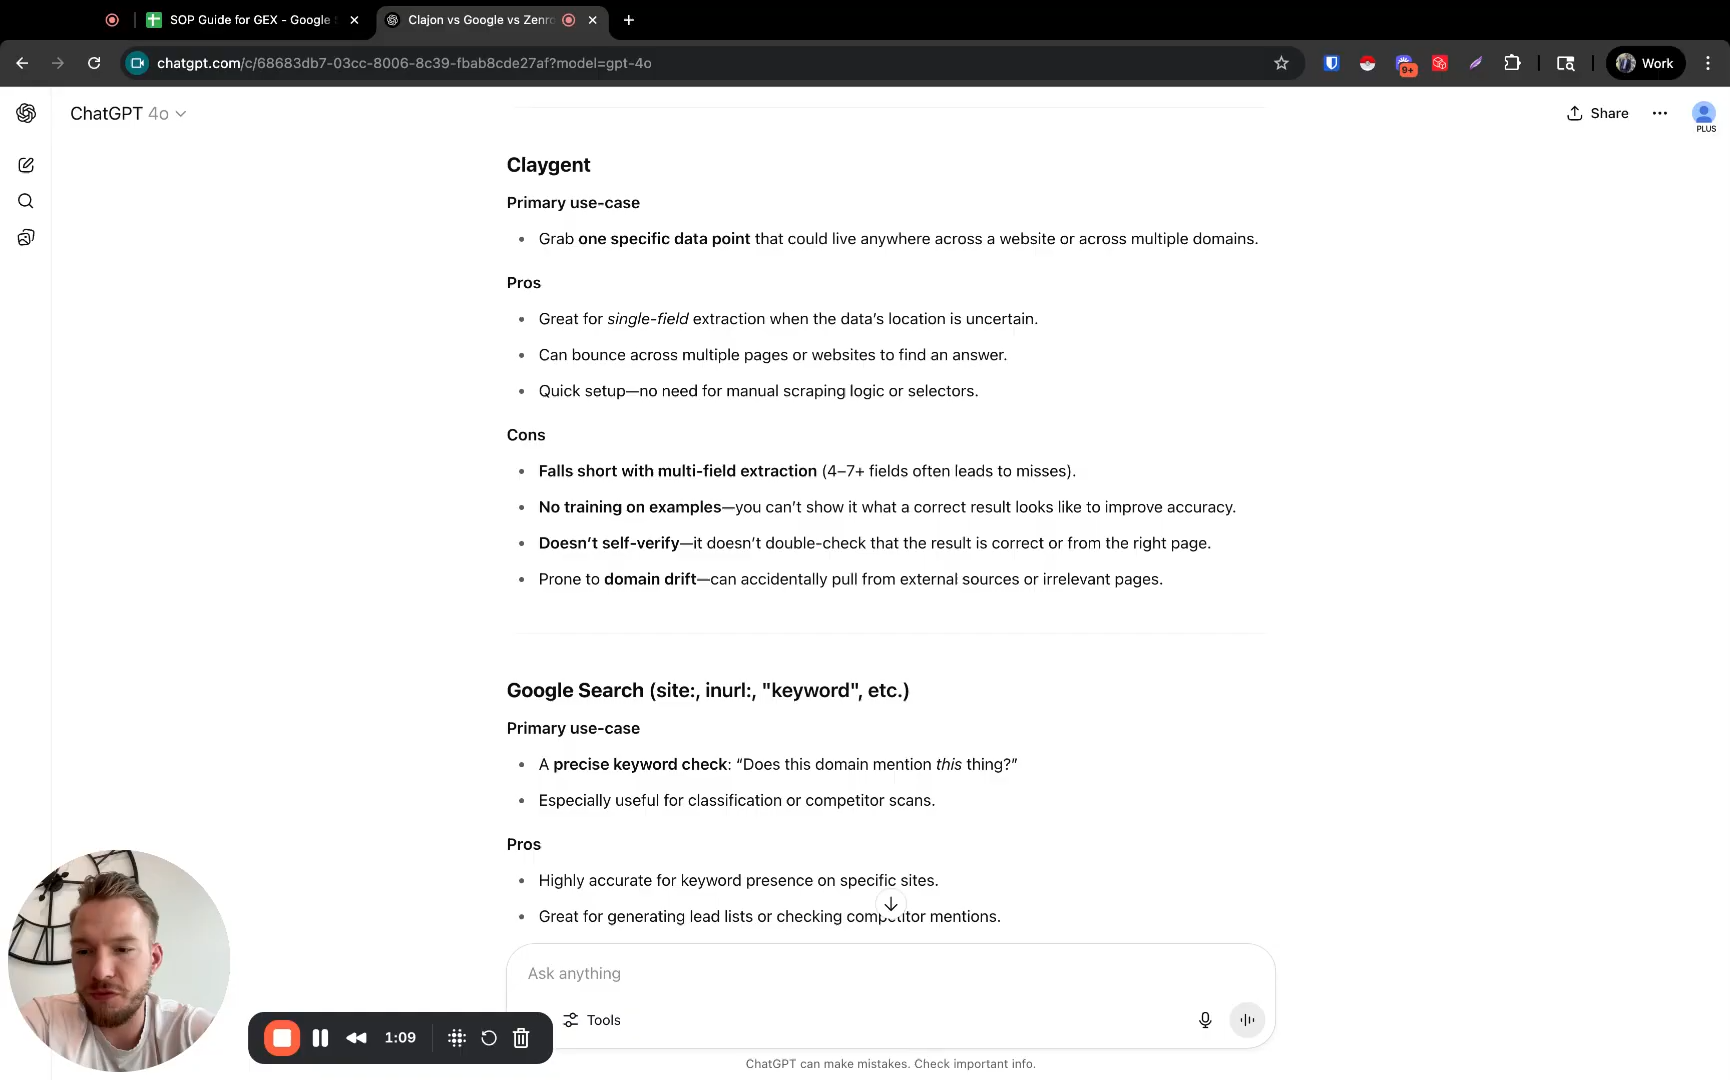 SOP Guide for GEX - Google
Clajon vs Google vs Zenro
chatgpt.com/c/68683db7-03cc-8006-8c39-fbab8cde27af?model=gpt-4o
9+
Work
ChatGPT 4o
Share
PLUS
Claygent
Primary use-case
Grab one specific data point that could live anywhere across a website or across multiple domains.
Pros
Great for single-field extraction when the data’s location is uncertain.
Can bounce across multiple pages or websites to find an answer.
Quick setup—no need for manual scraping logic or selectors.
Cons
Falls short with multi-field extraction (4–7+ fields often leads to misses).
No training on examples—you can’t show it what a correct result looks like to improve accuracy.
Doesn’t self-verify—it doesn’t double-check that the result is correct or from the right page.
Prone to domain drift—can accidentally pull from external sources or irrelevant pages.
Google Search (site:, inurl:, "keyword", etc.)
Primary use-case
A precise keyword check: “Does this domain mention this thing?”
Especially useful for classification or competitor scans.
Pros
Highly accurate for keyword presence on specific sites.
Great for generating lead lists or checking competitor mentions.
Ask anything
Tools
1:09
ChatGPT can make mistakes. Check important info.